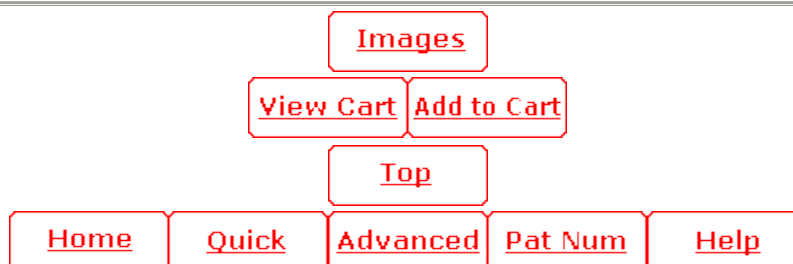 Images
View Cart Add to Cart
Top
Home Quick Advanced Pat Num Help